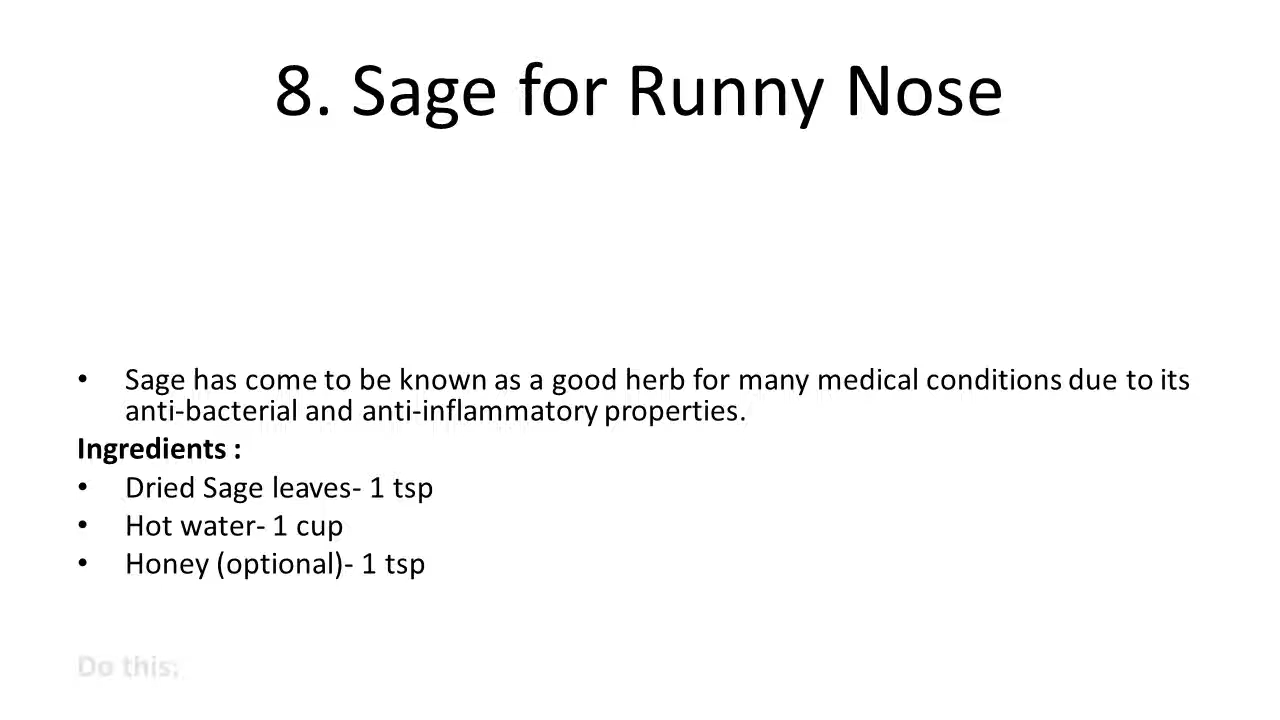 8. Sage for Runny Nose
• Sage has come to be known as a good herb for many medical conditions due to its
anti-bacterial and anti-inflammatory properties.
Ingredients :
• Dried Sage leaves- 1 tsp
• Hot water- 1 cup
• Honey (optional)- 1 tsp
Do this;